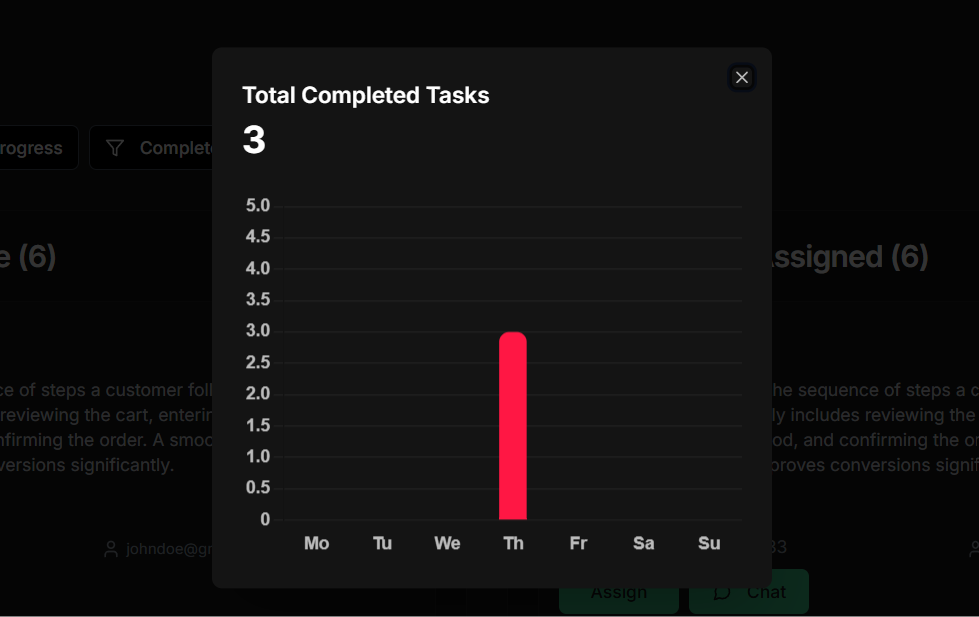 Total Completed Tasks
3
rogress
Complet
e (6)
Assigned (6)
5.0
4.5
4.0
3.5
3.0
2.5
2.0
1.5
1.0
0.5
0
Mo Tu We Th Fr Sa Su
ce of steps a customer foll
reviewing the cart, enterin
nfirming the order. A smoo
versions significantly.
he sequence of steps a c
ly includes reviewing the
od, and confirming the o
proves conversions signif
johndoe@gr
33
Assign
Chat